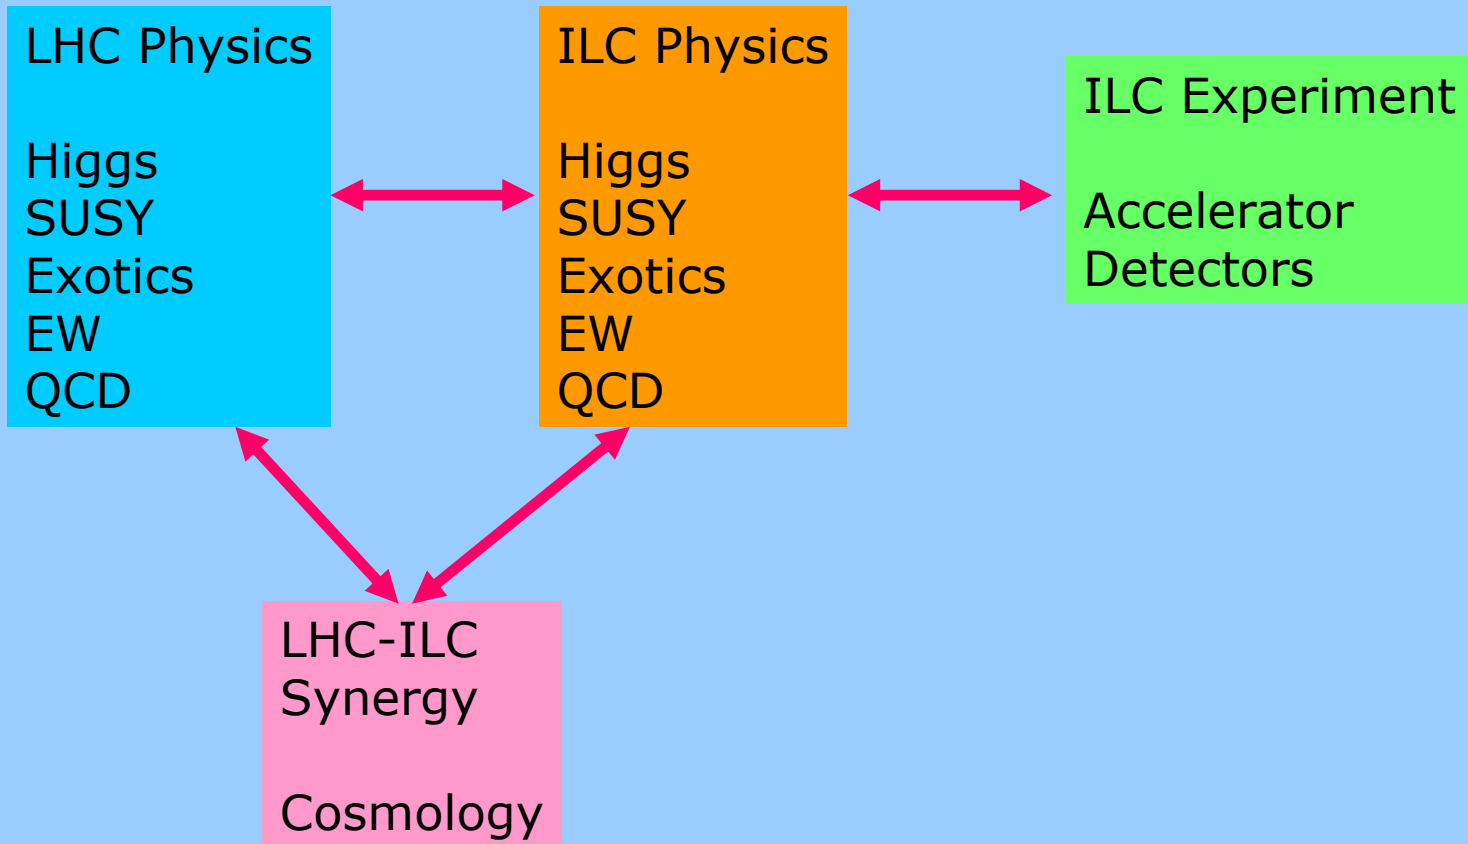 LHC Physics
Higgs
SUSY
Exotics
EW
QCD
ILC Physics
Higgs
SUSY
Exotics
EW
QCD
ILC Experiment
Accelerator
Detectors
LHC-ILC
Synergy
Cosmology